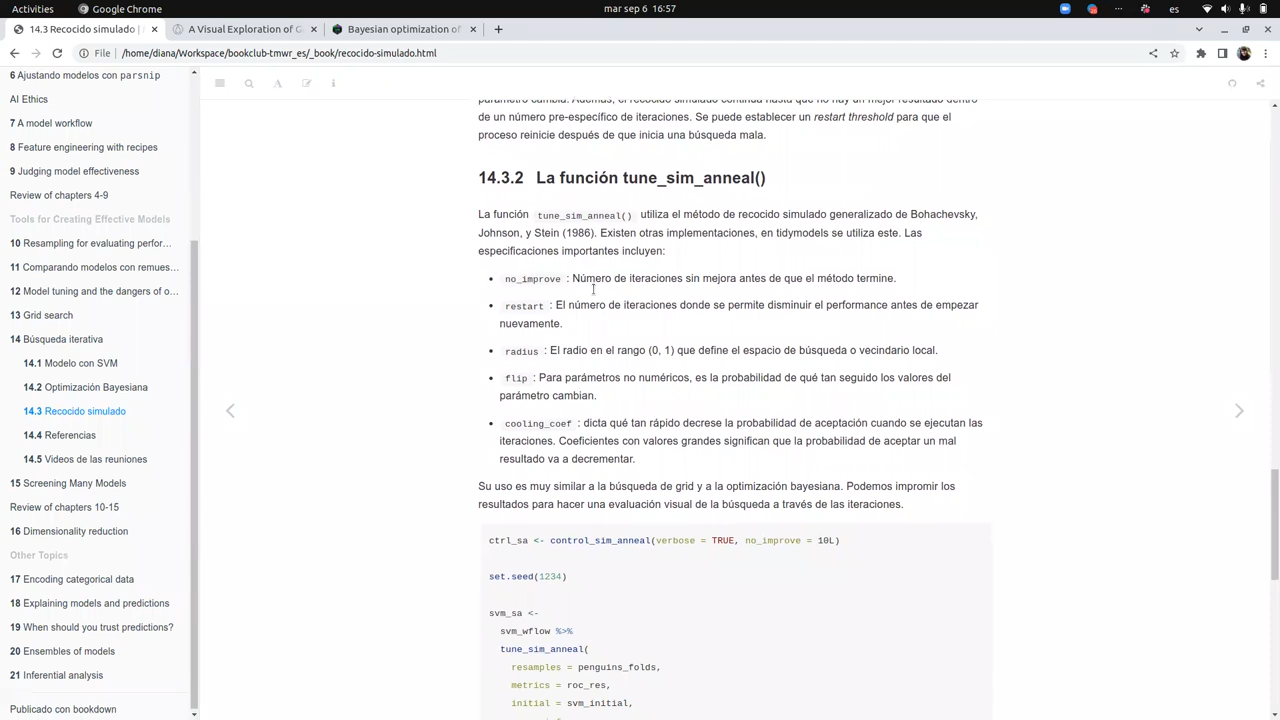 Activities
Google Chrome
mar sep 6 16:57
es
14.3 Recocido simulado |
A Visual Exploration of G
Bayesian optimization of
File
/home/diana/Workspace/bookclub-tmwr_es/_book/recocido-simulado.html
6 Ajustando modelos con parsnip
AI Ethics
7 A model workflow
8 Feature engineering with recipes
9 Judging model effectiveness
Review of chapters 4-9
Tools for Creating Effective Models
10 Resampling for evaluating perfor…
11 Comparando modelos con remues…
12 Model tuning and the dangers of o…
13 Grid search
14 Búsqueda iterativa
14.1 Modelo con SVM
14.2 Optimización Bayesiana
14.3 Recocido simulado
14.4 Referencias
14.5 Videos de las reuniones
15 Screening Many Models
Review of chapters 10-15
16 Dimensionality reduction
Other Topics
17 Encoding categorical data
18 Explaining models and predictions
19 When should you trust predictions?
20 Ensembles of models
21 Inferential analysis
Publicado con bookdown
parámetro cambia. Además, el recocido simulado continúa hasta que no hay un mejor resultado dentro
de un número pre-específico de iteraciones. Se puede establecer un restart threshold para que el
proceso reinicie después de que inicia una búsqueda mala.
14.3.2 La función tune_sim_anneal()
La función tune_sim_anneal() utiliza el método de recocido simulado generalizado de Bohachevsky,
Johnson, y Stein (1986). Existen otras implementaciones, en tidymodels se utiliza este. Las
especificaciones importantes incluyen:
• no_improve : Número de iteraciones sin mejora antes de que el método termine.
• restart : El número de iteraciones donde se permite disminuir el performance antes de empezar
nuevamente.
• radius : El radio en el rango (0, 1) que define el espacio de búsqueda o vecindario local.
• flip : Para parámetros no numéricos, es la probabilidad de qué tan seguido los valores del
parámetro cambian.
• cooling_coef : dicta qué tan rápido decrese la probabilidad de aceptación cuando se ejecutan las
iteraciones. Coeficientes con valores grandes significan que la probabilidad de aceptar un mal
resultado va a decrementar.
Su uso es muy similar a la búsqueda de grid y a la optimización bayesiana. Podemos impromir los
resultados para hacer una evaluación visual de la búsqueda a través de las iteraciones.
ctrl_sa <- control_sim_anneal(verbose = TRUE, no_improve = 10L)
set.seed(1234)
svm_sa <-
svm_wflow %>%
tune_sim_anneal(
resamples = penguins_folds,
metrics = roc_res,
initial = svm_initial,